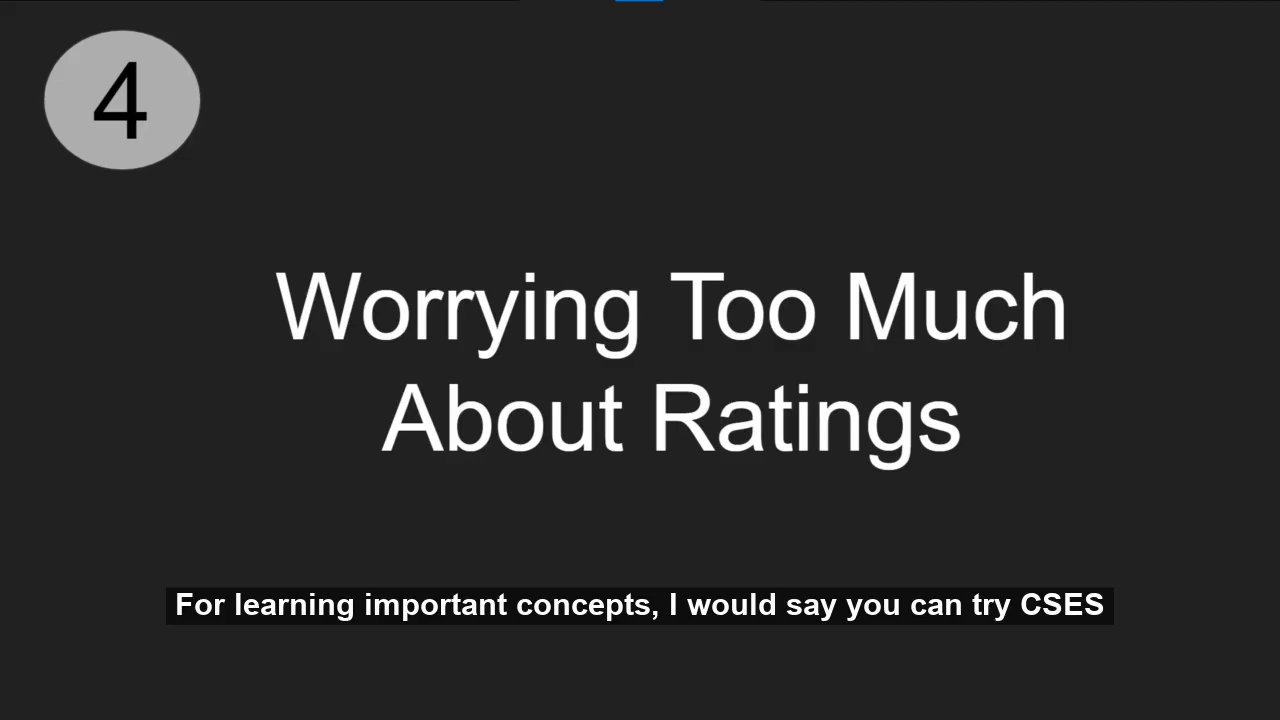 4
Worrying Too Much
About Ratings
For learning important concepts, I would say you can try CSES